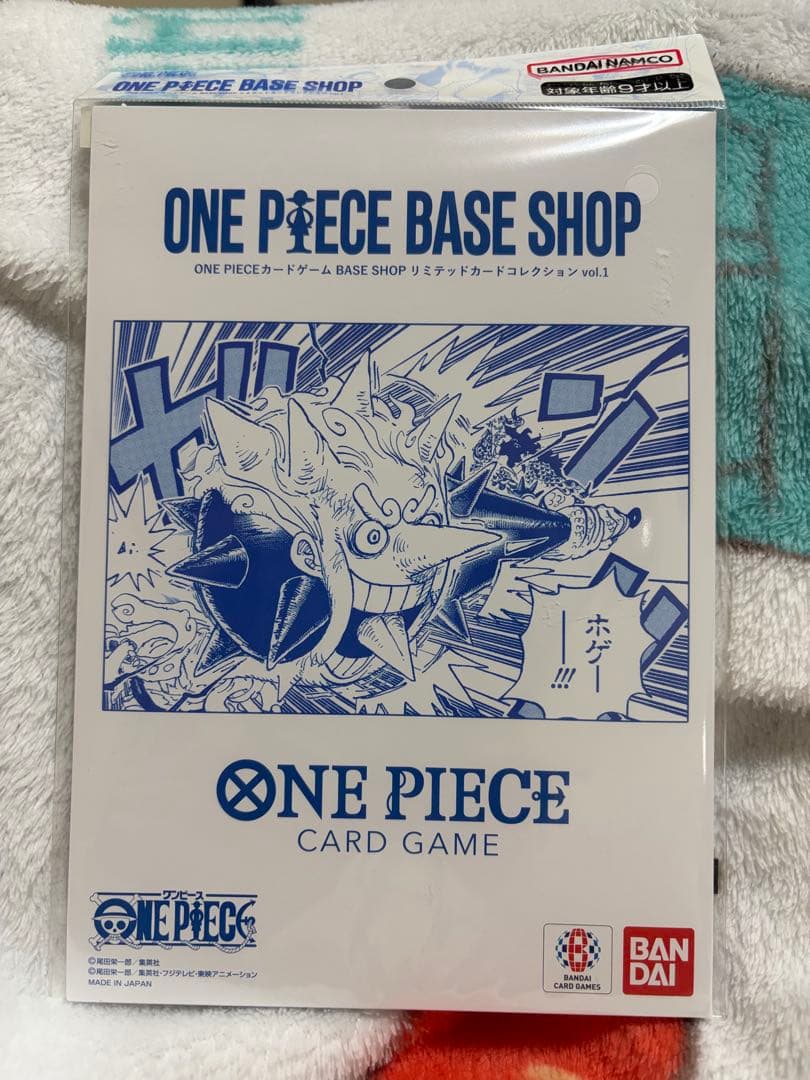 ONE PIECE BASE SHOP
BANDAI NAMCO
対象年齢9才以上
ONE PIECE BASE SHOP
ONE PIECEカードゲーム BASE SHOP リミテッドカードコレクション vol.1
ホゲー
ーー!!!
ONE PIECE
CARD GAME
ワンピース
ONE PIECE
©尾田栄一郎／集英社
©尾田栄一郎／集英社・フジテレビ・東映アニメーション
MADE IN JAPAN
BANDAI
CARD GAMES
BAN
DAI